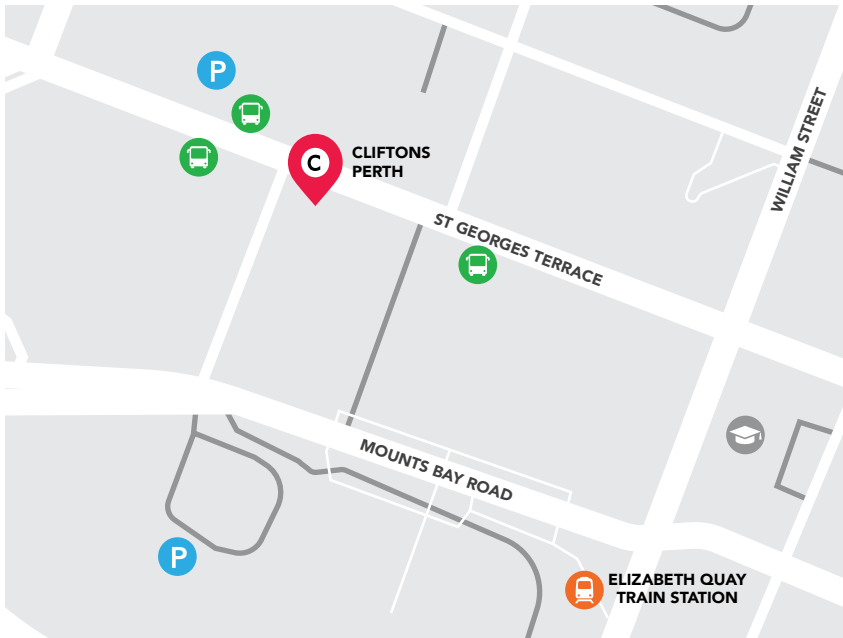 P
C
CLIFTONS
PERTH
WILLIAM STREET
ST GEORGES TERRACE
MOUNTS BAY ROAD
P
ELIZABETH QUAY
TRAIN STATION